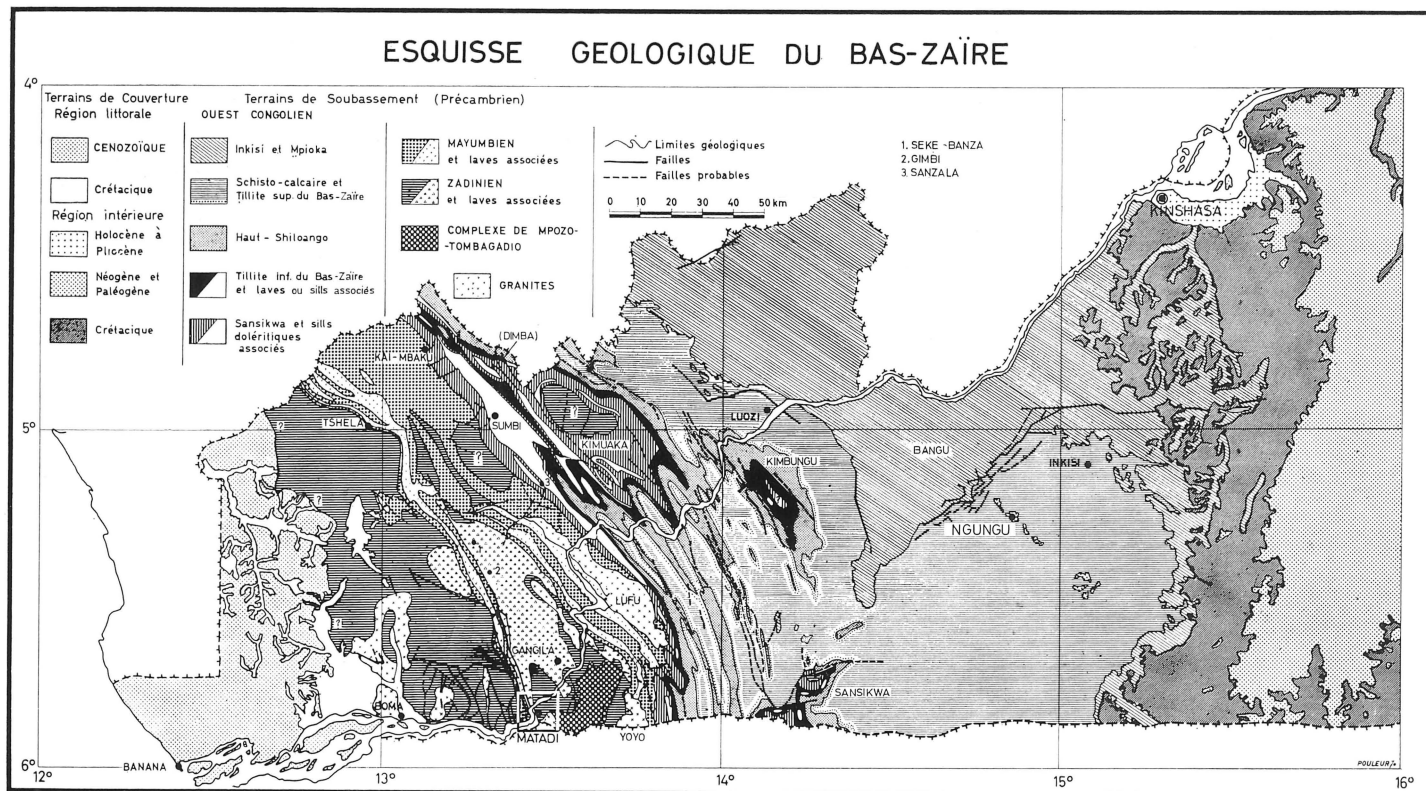 ESQUISSE GEOLOGIQUE DU BAS-ZAÏRE
4°
Terrains de Couverture
Région littorale
CENOZOÏQUE
Crétacique
Région intérieure
Holocène à
Pliocène
Néogène et
Paléogène
Crétacique
Terrains de Soubassement (Précambrien)
OUEST CONGOLIEN
Inkisi et Mpioka
Schisto-calcaire et
Tillite sup. du Bas-Zaïre
Haut-Shiloango
Tillite Inf. du Bas-Zaïre
et laves ou sills associés
Sansikwa et sills
doléritiques
associés
MAYUMBIEN
et laves associées
ZADINIEN
et laves associées
COMPLEXE DE MPOZO-
-TOMBAGADIO
GRANITES
Limites géologiques
Failles
Failles probables
0 10 20 30 40 50 km
1. SEKE-BANZA
2. GIMBI
3. SANZALA
KINSHASA
(DIMBA)
KAI-MBAKU
LUOZI
SUMBI
?
TSHELA
5°
?
KIMUAKA
?
KIMBUNGU
BANGU
INKISI
?
NGUNGU
2
LUFU
?
GANGILA
SANSIKWA
BOMA
MATADI
YOYO
BANANA
6°
12°
13°
14°
15°
16°